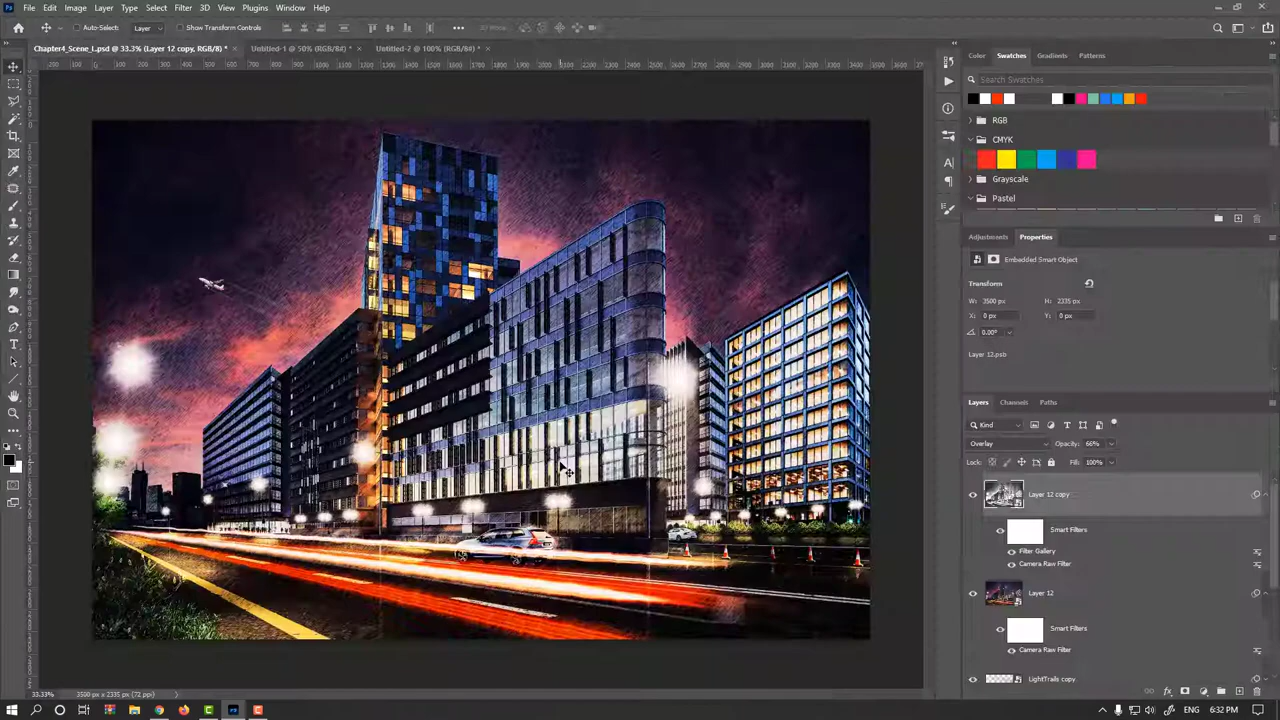 File Edit Image Layer Type Select Filter 3D View Plugins Window Help
Auto-Select: Layer Show Transform Controls 3D Mode:
Chapter4_Scene_L.psd @ 33.3% (Layer 12 copy, RGB/8) * × Untitled-1 @ 50% (RGB/8#) * × Untitled-2 @ 100% (RGB/8#) * ×
Color Swatches Gradients Patterns
Search Swatches
RGB
CMYK
Grayscale
Pastel
Adjustments Properties
Embedded Smart Object
Transform
W: 3500 px H: 2335 px
X: 0 px Y: 0 px
0.00°
Layer 12.psb
Layers Channels Paths
Kind
Overlay Opacity: 66%
Lock: Fill: 100%
Layer 12 copy
Smart Filters
Filter Gallery
Camera Raw Filter
Layer 12
Smart Filters
Camera Raw Filter
LightTrails copy
33.33% 3500 px x 2335 px (72 ppi)
ENG 6:32 PM